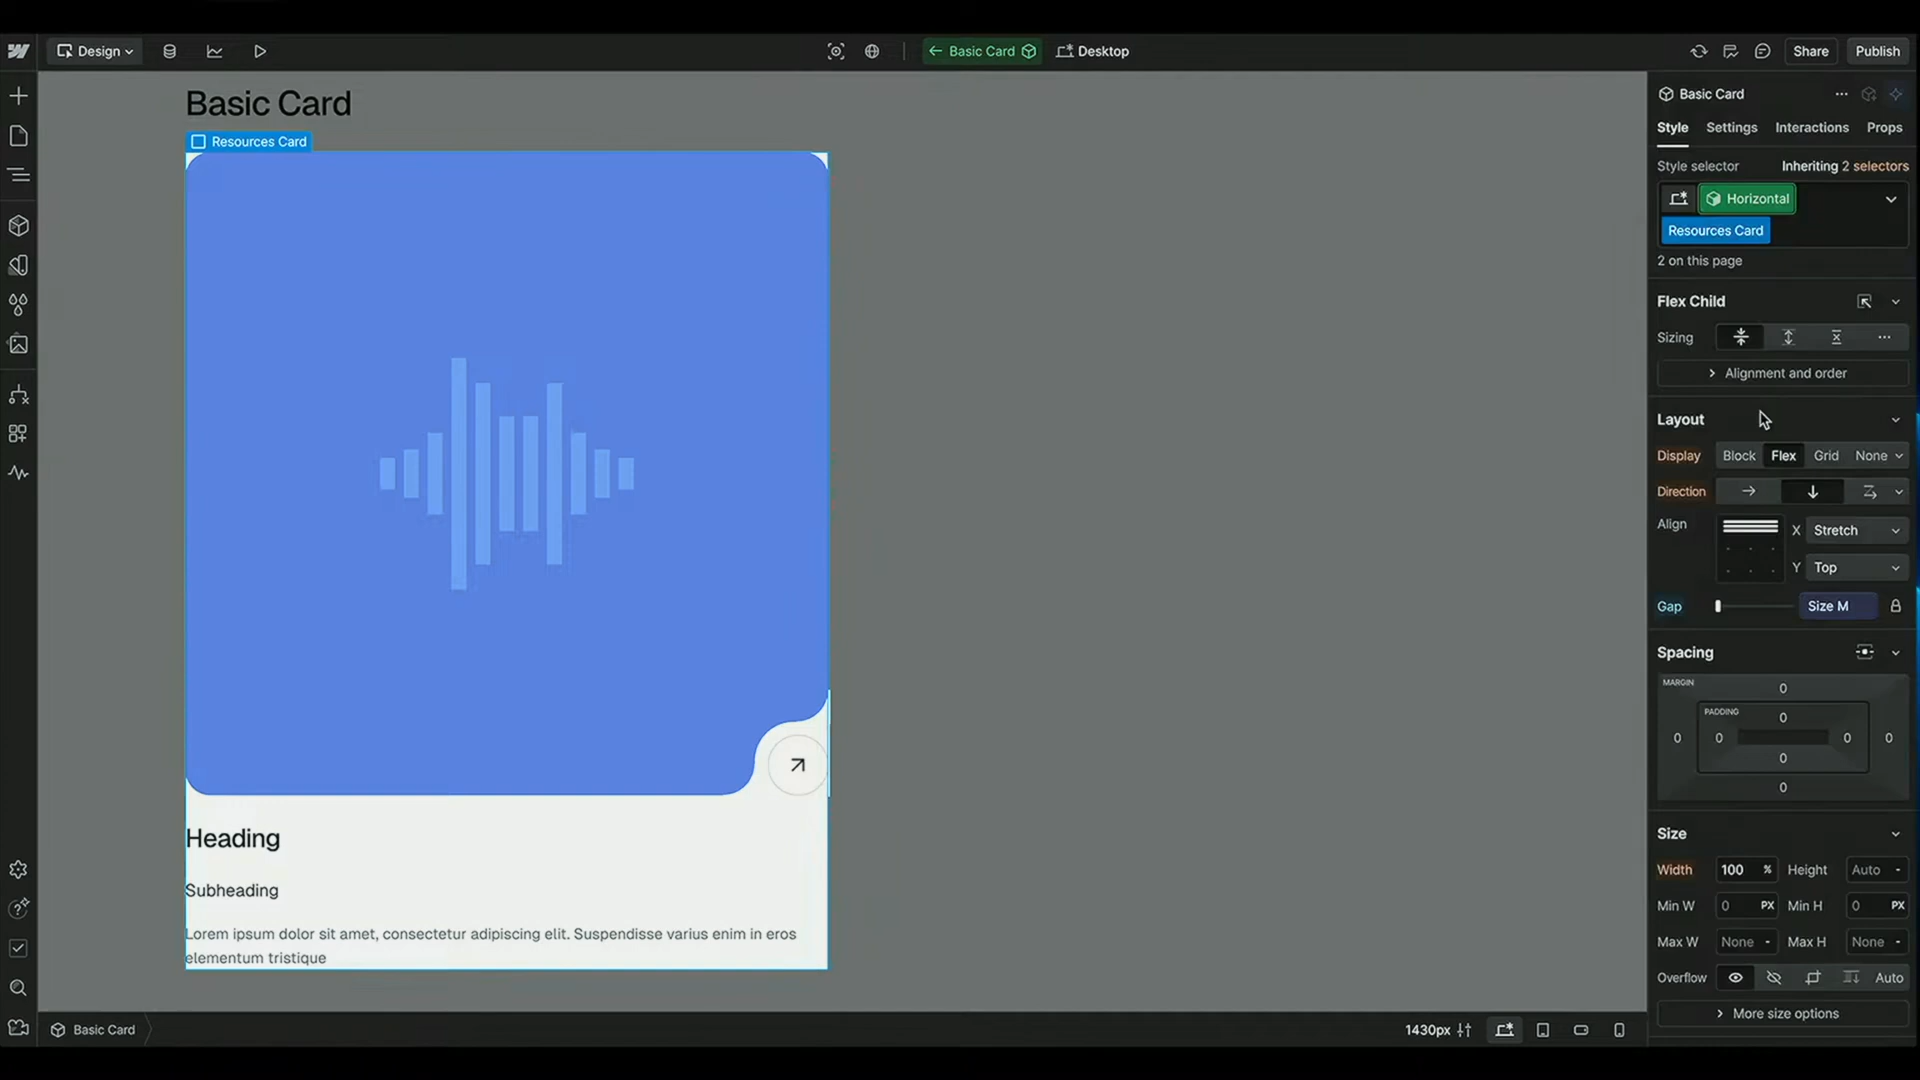 Design
Basic Card
Desktop
Share
Publish
Basic Card
Resources Card
Heading
Subheading
Lorem ipsum dolor sit amet, consectetur adipiscing elit. Suspendisse varius enim in eros
elementum tristique
Basic Card
1430px
Basic Card
Style Settings Interactions Props
Style selector Inheriting 2 selectors
Horizontal
Resources Card
2 on this page
Flex Child
Sizing
Alignment and order
Layout
Display Block Flex Grid None
Direction
Align X Stretch
Y Top
Gap Size M
Spacing
MARGIN
0
PADDING
0
0 0 0 0
0
0
Size
Width 100 % Height Auto -
Min W 0 PX Min H 0 PX
Max W None - Max H None -
Overflow Auto
More size options